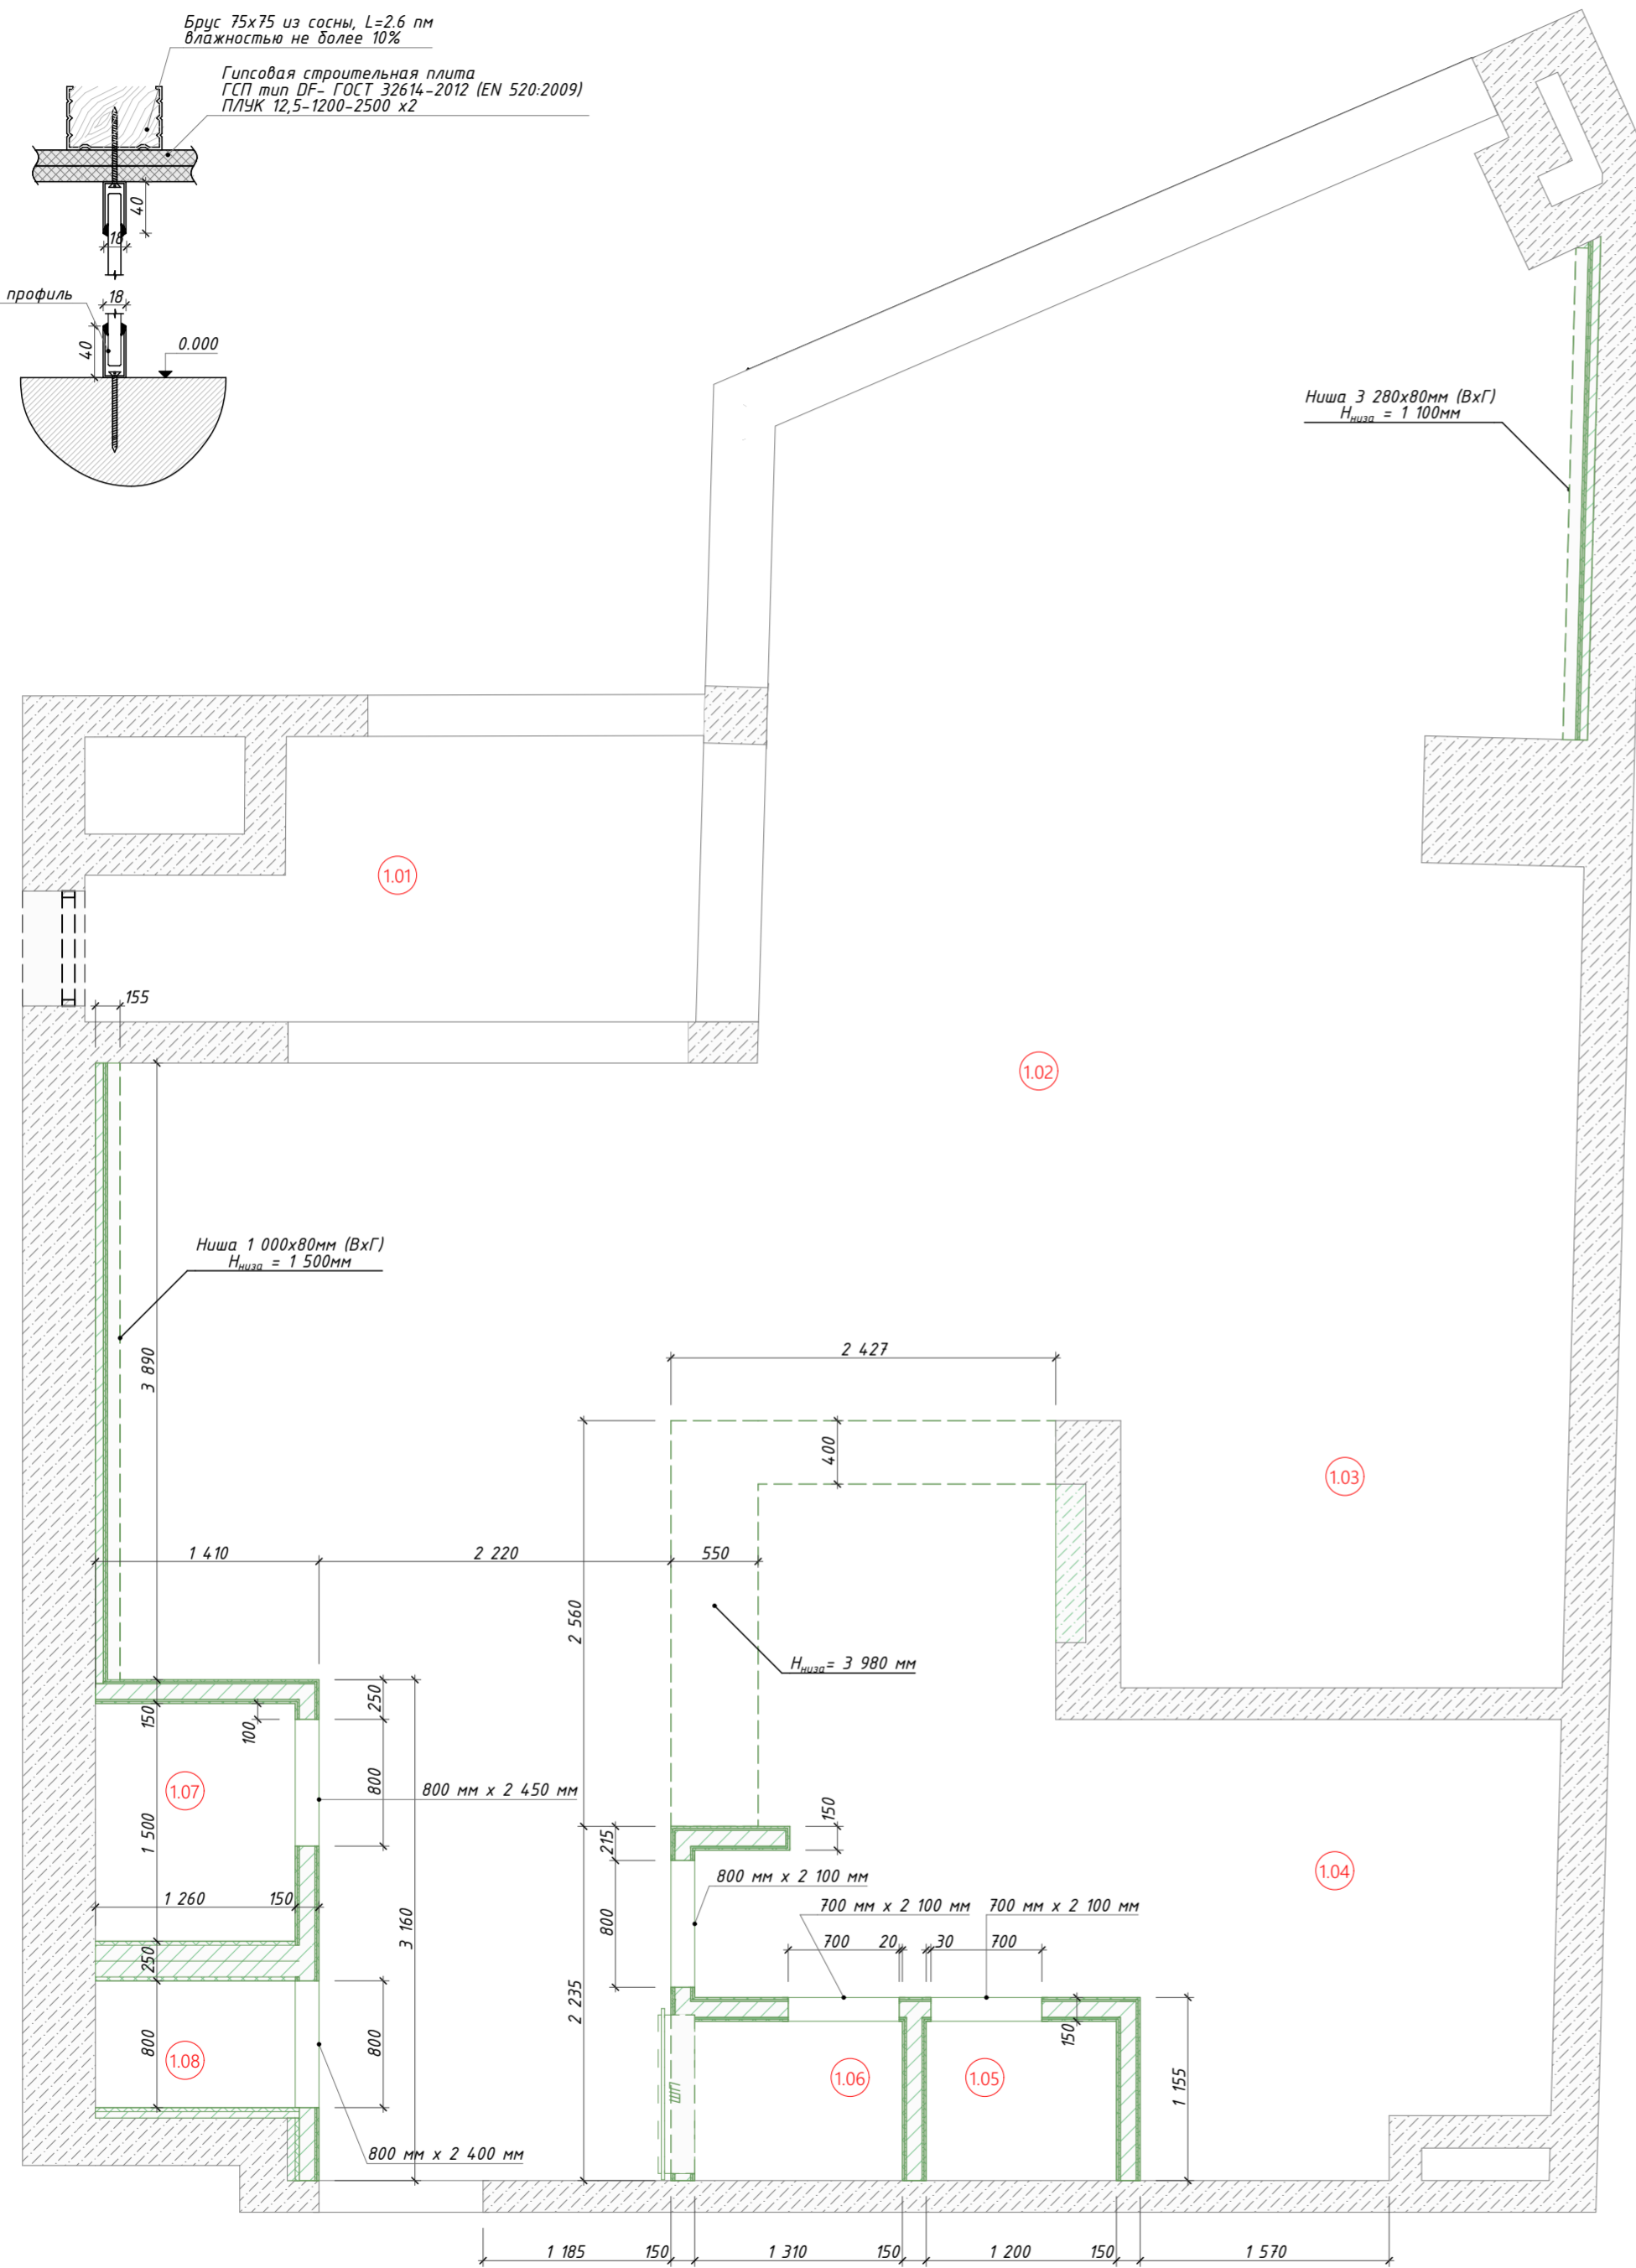 Брус 75х75 из сосны, L=2.6 пм
влажностью не более 10%
Гипсовая строительная плита
ГСП тип DF- ГОСТ 32614-2012 (EN 520:2009)
ПЛУК 12,5-1200-2500 х2
40
18
профиль
18
40
0.000
Ниша 3 280х80мм (ВхГ)
Hниза = 1 100мм
1.01
155
1.02
Ниша 1 000х80мм (ВхГ)
Hниза = 1 500мм
3 890
2 427
400
1.03
1 410
2 220
550
2 560
Hниза= 3 980 мм
250
150
100
1.07
800
800 мм х 2 450 мм
1 500
215
150
1.04
800 мм х 2 100 мм
1 260
150
700 мм х 2 100 мм
700 мм х 2 100 мм
3 160
800
700
20
30
700
250
2 235
150
800
800
1.08
ШП
1.06
1.05
1 155
800 мм х 2 400 мм
1 185
150
1 310
150
1 200
150
1 570